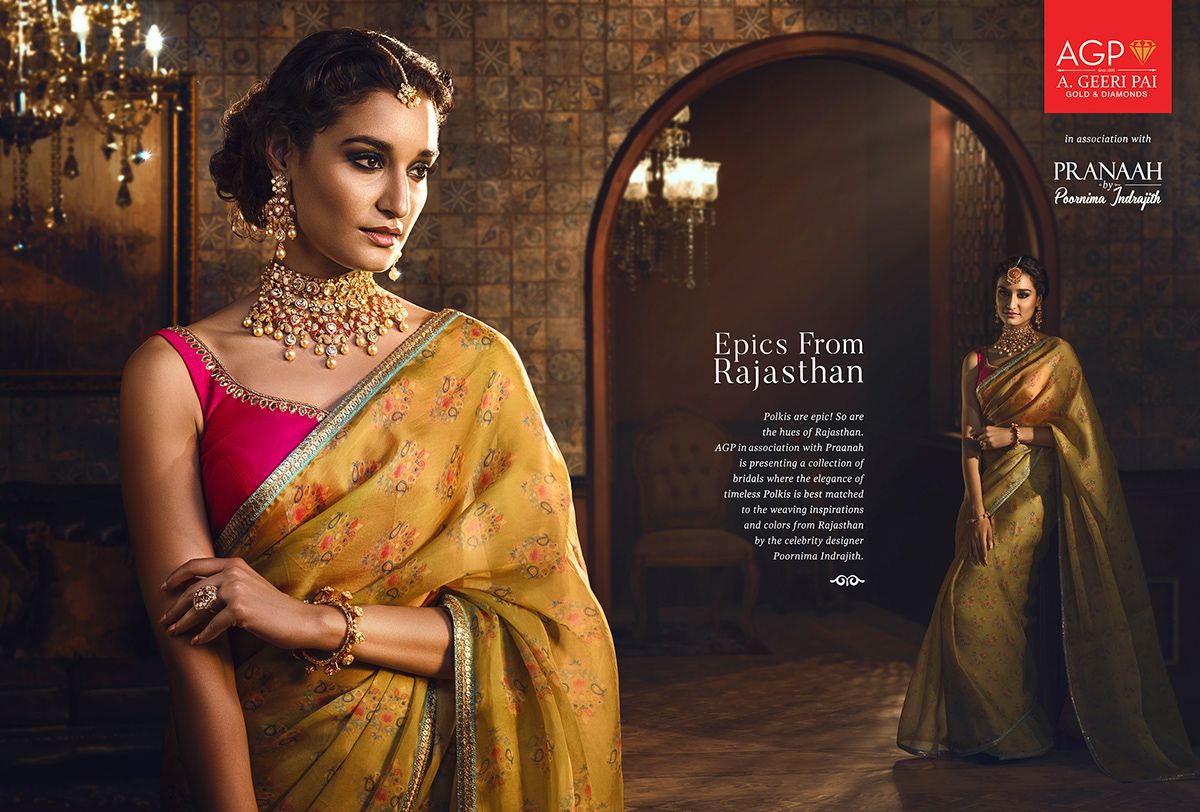 AGP
Since 1876
A. GEERI PAI
GOLD & DIAMONDS
in association with
PRANAAH
by
Poornima Indrajith
Epics From
Rajasthan
Polkis are epic! So are
the hues of Rajasthan.
AGP in association with Praanah
is presenting a collection of
bridals where the elegance of
timeless Polkis is best matched
to the weaving inspirations
and colors from Rajasthan
by the celebrity designer
Poornima Indrajith.